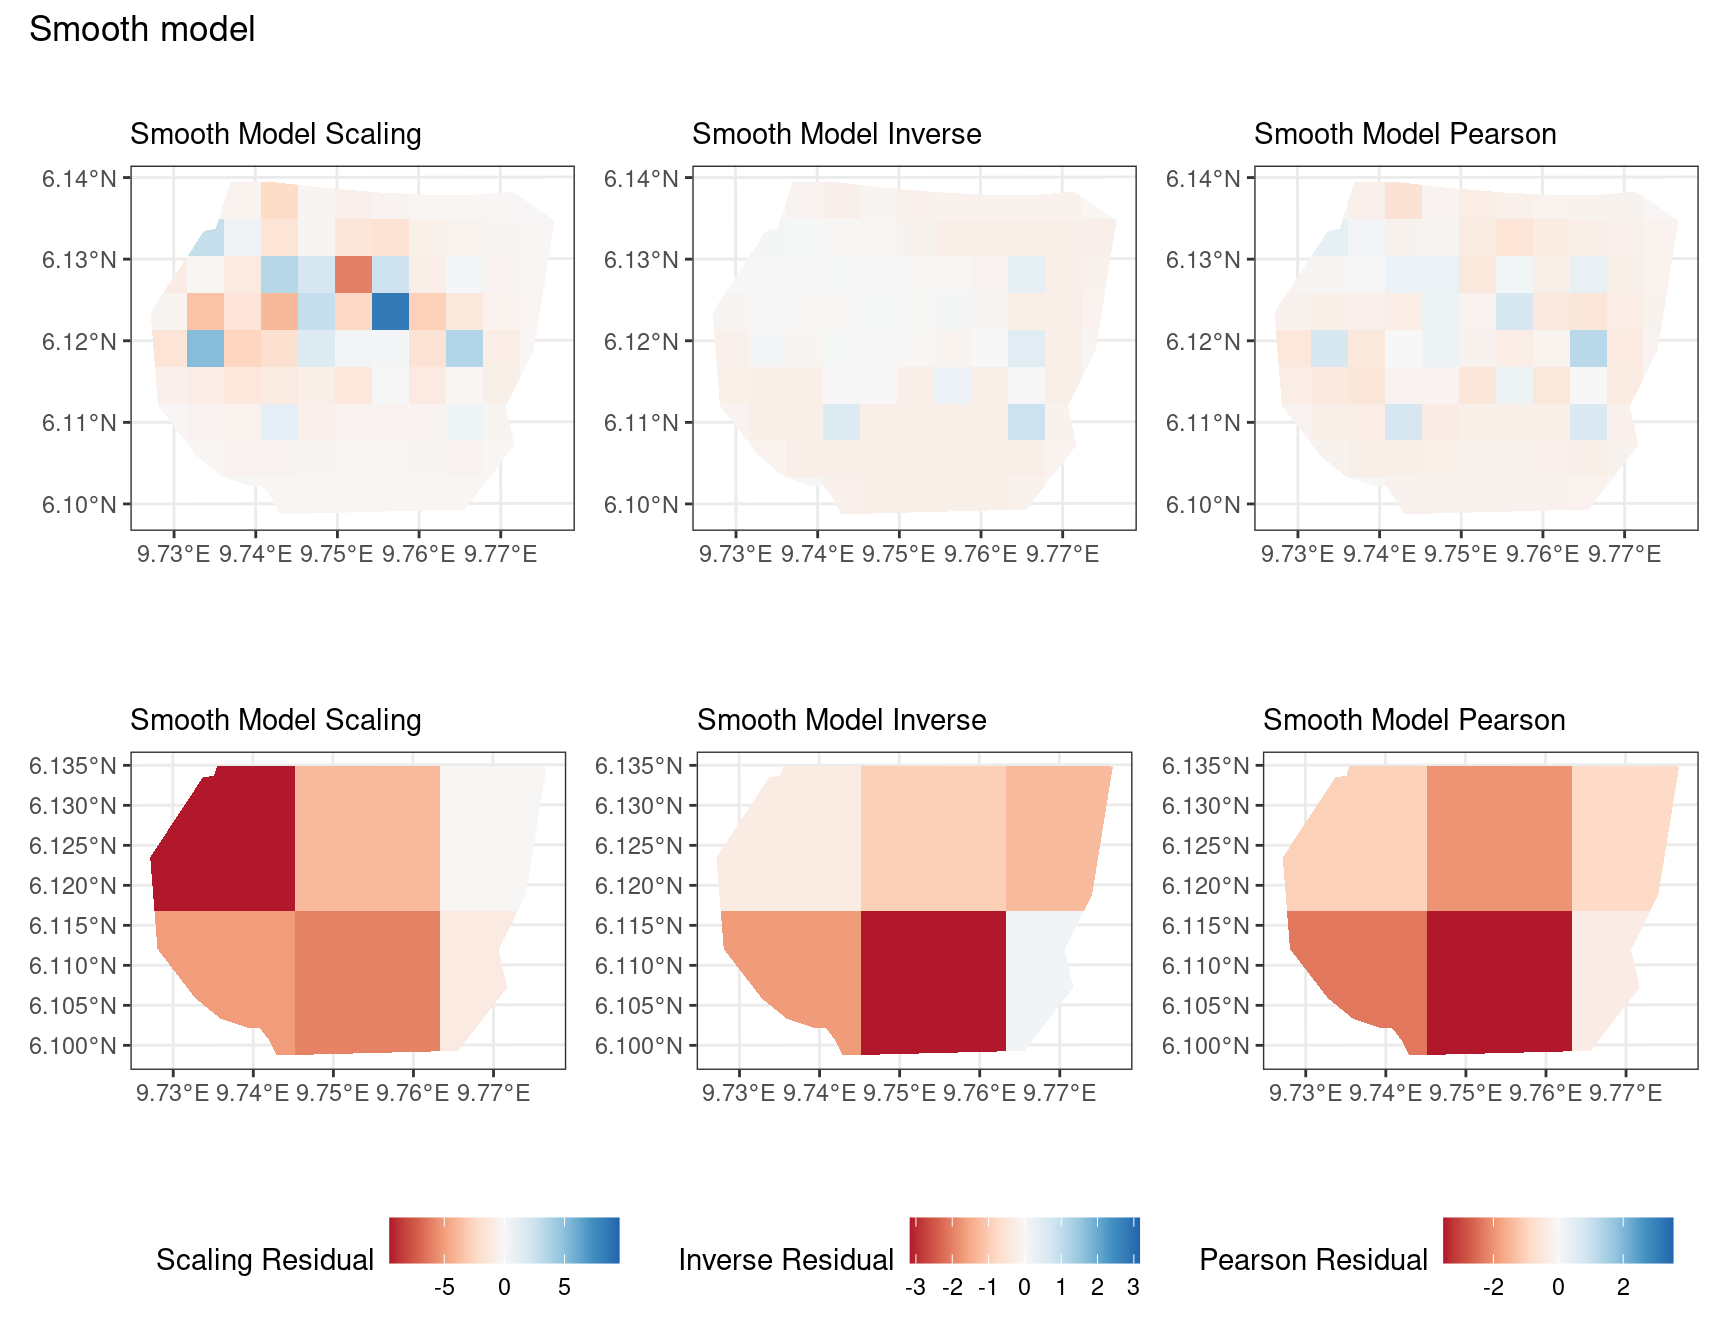 Smooth model
Smooth Model Scaling
Smooth Model Inverse
Smooth Model Pearson
6.14°N
6.13°N
6.12°N
6.11°N
6.10°N
9.73°E 9.74°E 9.75°E 9.76°E 9.77°E
6.14°N
6.13°N
6.12°N
6.11°N
6.10°N
9.73°E 9.74°E 9.75°E 9.76°E 9.77°E
6.14°N
6.13°N
6.12°N
6.11°N
6.10°N
9.73°E 9.74°E 9.75°E 9.76°E 9.77°E
Smooth Model Scaling
Smooth Model Inverse
Smooth Model Pearson
6.135°N
6.130°N
6.125°N
6.120°N
6.115°N
6.110°N
6.105°N
6.100°N
9.73°E 9.74°E 9.75°E 9.76°E 9.77°E
6.135°N
6.130°N
6.125°N
6.120°N
6.115°N
6.110°N
6.105°N
6.100°N
9.73°E 9.74°E 9.75°E 9.76°E 9.77°E
6.135°N
6.130°N
6.125°N
6.120°N
6.115°N
6.110°N
6.105°N
6.100°N
9.73°E 9.74°E 9.75°E 9.76°E 9.77°E
Scaling Residual
-5 0 5
Inverse Residual
-3 -2 -1 0 1 2 3
Pearson Residual
-2 0 2